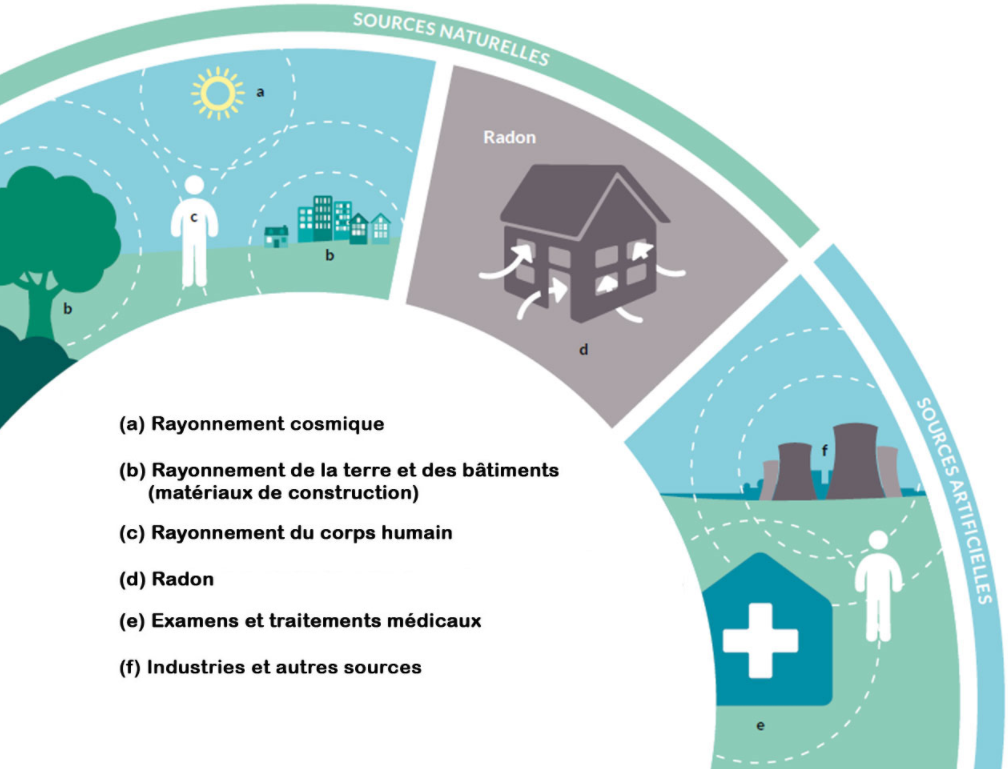 SOURCES NATURELLES
a
Radon
c
b
b
d
SOURCES ARTIFICIELLES
f
e
(a) Rayonnement cosmique
(b) Rayonnement de la terre et des bâtiments
(matériaux de construction)
(c) Rayonnement du corps humain
(d) Radon
(e) Examens et traitements médicaux
(f) Industries et autres sources